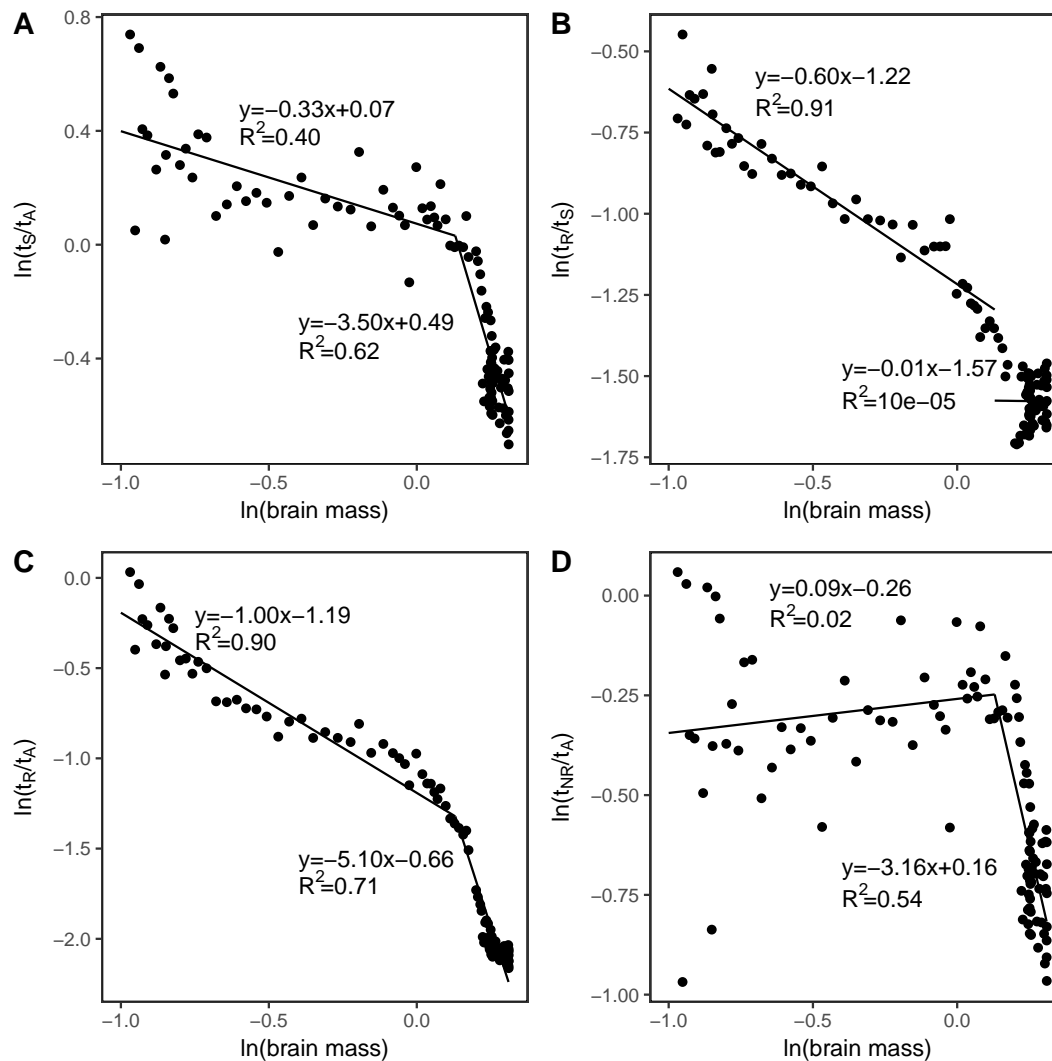 A
0.8
0.4
0.0
−0.4
ln(tS/tA)
y=−0.33x+0.07
R²=0.40
y=−3.50x+0.49
R²=0.62
−1.0 −0.5 0.0
ln(brain mass)
B
−0.50
−0.75
−1.00
−1.25
−1.50
−1.75
ln(tR/tS)
y=−0.60x−1.22
R²=0.91
y=−0.01x−1.57
R²=10e−05
−1.0 −0.5 0.0
ln(brain mass)
C
0.0
−0.5
−1.0
−1.5
−2.0
ln(tR/tA)
y=−1.00x−1.19
R²=0.90
y=−5.10x−0.66
R²=0.71
−1.0 −0.5 0.0
ln(brain mass)
D
0.00
−0.25
−0.50
−0.75
−1.00
ln(tNR/tA)
y=0.09x−0.26
R²=0.02
y=−3.16x+0.16
R²=0.54
−1.0 −0.5 0.0
ln(brain mass)